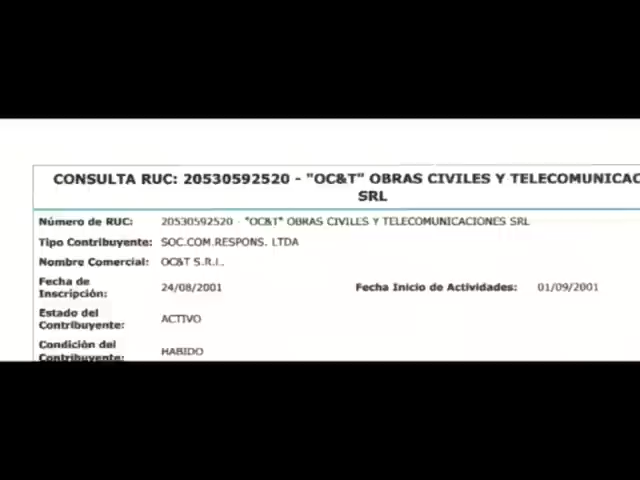 CONSULTA RUC: 20530592520 - "OC&T" OBRAS CIVILES Y TELECOMUNICAC
SRL
Número de RUC: 20530592520 - "OC&T" OBRAS CIVILES Y TELECOMUNICACIONES SRL
Tipo Contribuyente: SOC.COM.RESPONS. LTDA
Nombre Comercial: OC&T S.R.L.
Fecha de
Inscripción: 24/08/2001 Fecha Inicio de Actividades: 01/09/2001
Estado del
Contribuyente: ACTIVO
Condición del
Contribuyente: HABIDO